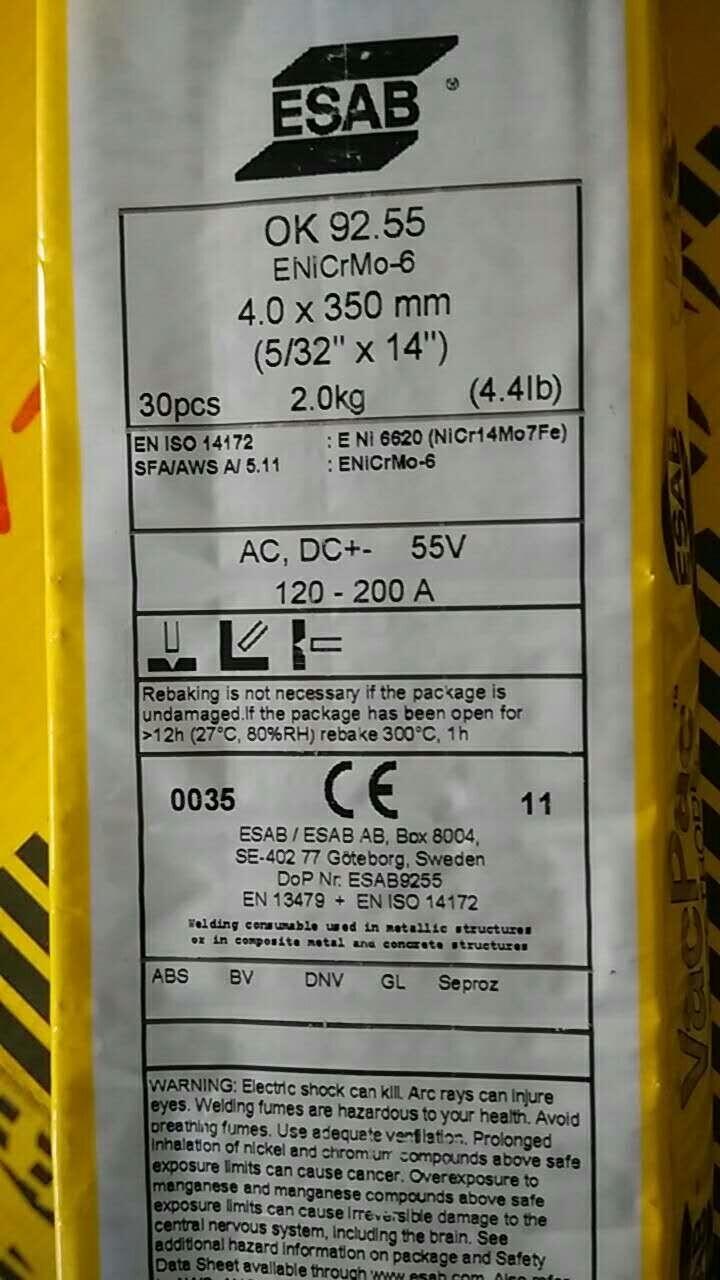 ESAB ®
OK 92.55
ENiCrMo-6
4.0 x 350 mm
(5/32" x 14")
30pcs 2.0kg (4.4lb)
EN ISO 14172 : E Ni 6620 (NiCr14Mo7Fe)
SFA/AWS A/ 5.11 : ENiCrMo-6
AC, DC+- 55V
120 - 200 A
Rebaking is not necessary if the package is
undamaged.If the package has been open for
>12h (27°C, 80%RH) rebake 300°C, 1h
0035 CE 11
ESAB / ESAB AB, Box 8004,
SE-402 77 Göteborg, Sweden
DoP Nr. ESAB9255
EN 13479 + EN ISO 14172
Welding consumable used in metallic structures
or in composite metal and concrete structures
ABS BV DNV GL Seproz
WARNING: Electric shock can kill. Arc rays can injure
eyes. Welding fumes are hazardous to your health. Avoid
breathing fumes. Use adequate ventilation. Prolonged
inhalation of nickel and chromium compounds above safe
exposure limits can cause cancer. Overexposure to
manganese and manganese compounds above safe
exposure limits can cause irreversible damage to the
central nervous system, including the brain. See
additional hazard information on package and Safety
Data Sheet available through www.esab.com. Also refer
ESAB
VacPac™